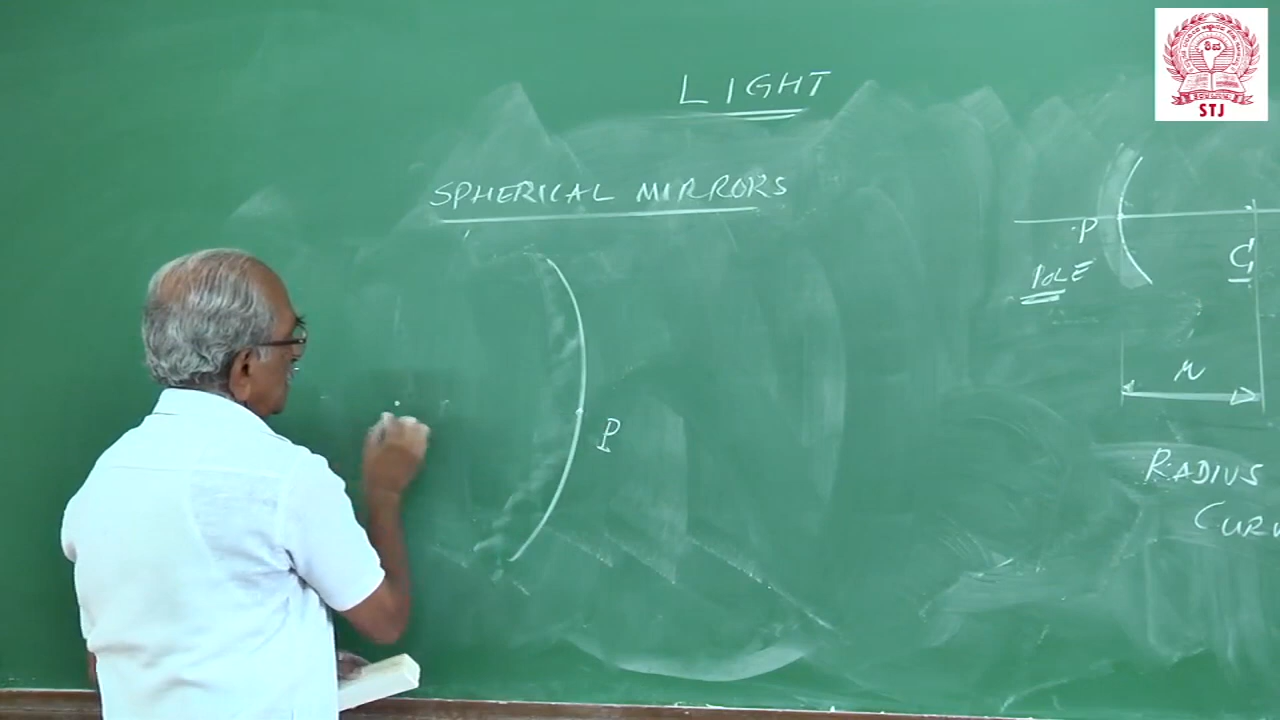 LIGHT
SPHERICAL MIRRORS
P
POLE
C
r
P
RADIUS
CURV
STJ